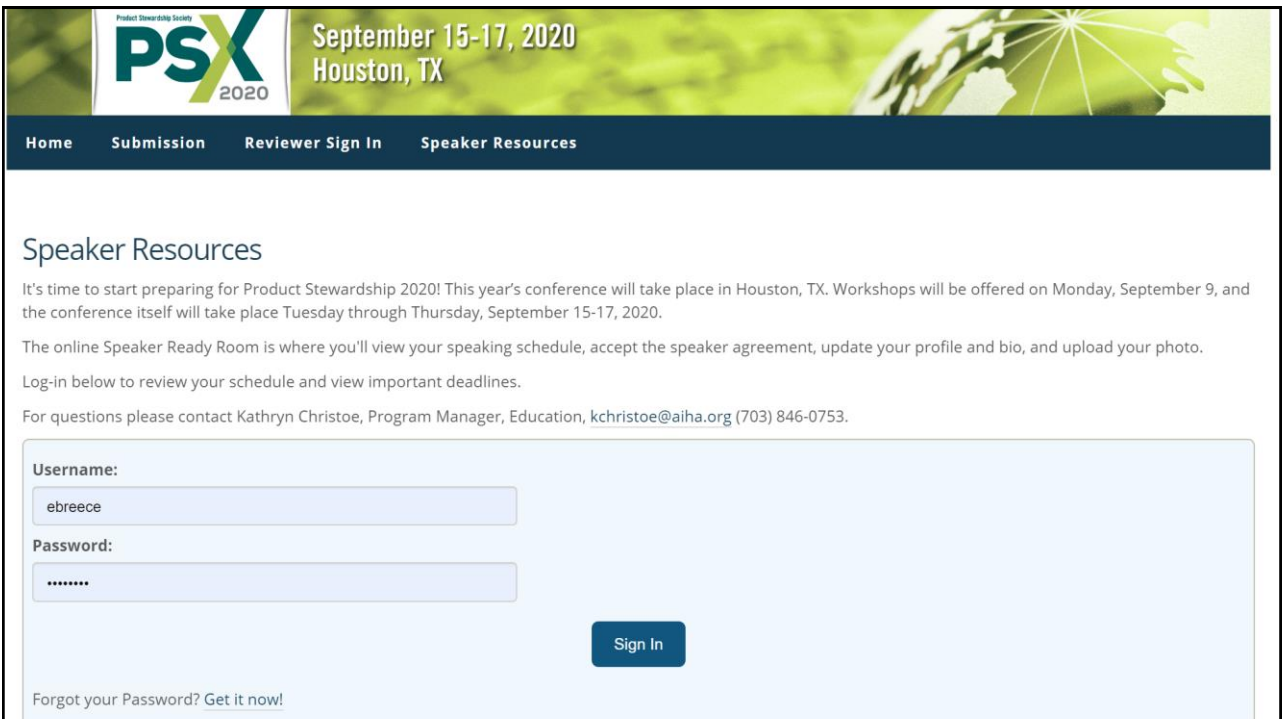 Product Stewardship Society
PSX
2020
September 15-17, 2020
Houston, TX
Home Submission Reviewer Sign In Speaker Resources
Speaker Resources
It's time to start preparing for Product Stewardship 2020! This year's conference will take place in Houston, TX. Workshops will be offered on Monday, September 9, and
the conference itself will take place Tuesday through Thursday, September 15-17, 2020.
The online Speaker Ready Room is where you'll view your speaking schedule, accept the speaker agreement, update your profile and bio, and upload your photo.
Log-in below to review your schedule and view important deadlines.
For questions please contact Kathryn Christoe, Program Manager, Education, kchristoe@aiha.org (703) 846-0753.
Username:
ebreece
Password:
••••••••
Sign In
Forgot your Password? Get it now!